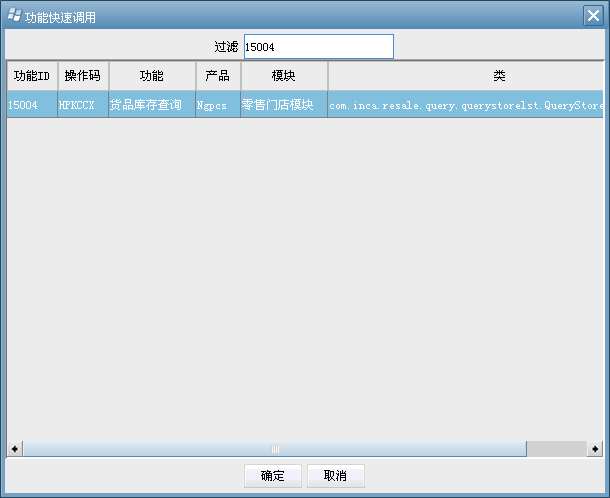 功能快速调用
过滤 15004
功能ID 操作码 功能 产品 模块 类
15004 HPKCCX 货品库存查询 Ngpcs 零售门店模块 com.inca.resale.query.querystorelst.QueryStore
确定 取消